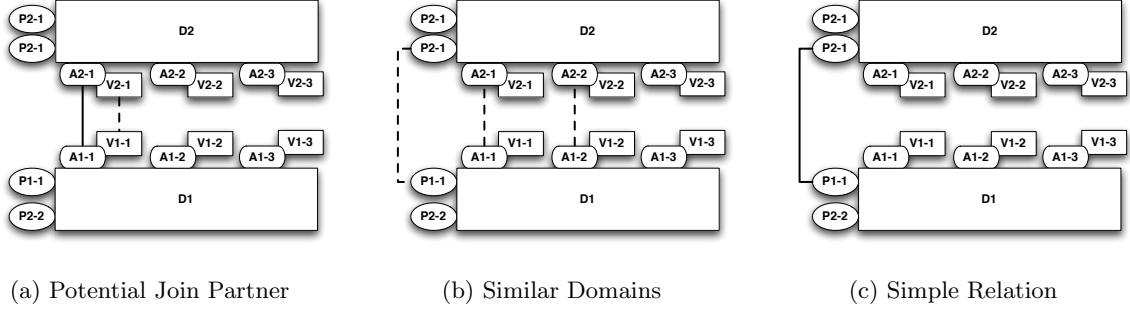 P2-1
D2
P2-1
A2-1 V2-1 A2-2 V2-2 A2-3 V2-3
A1-1 V1-1 A1-2 V1-2 A1-3 V1-3
P1-1
D1
P2-2
(a) Potential Join Partner
P2-1
D2
P2-1
A2-1 V2-1 A2-2 V2-2 A2-3 V2-3
A1-1 V1-1 A1-2 V1-2 A1-3 V1-3
P1-1
D1
P2-2
(b) Similar Domains
P2-1
D2
P2-1
A2-1 V2-1 A2-2 V2-2 A2-3 V2-3
A1-1 V1-1 A1-2 V1-2 A1-3 V1-3
P1-1
D1
P2-2
(c) Simple Relation